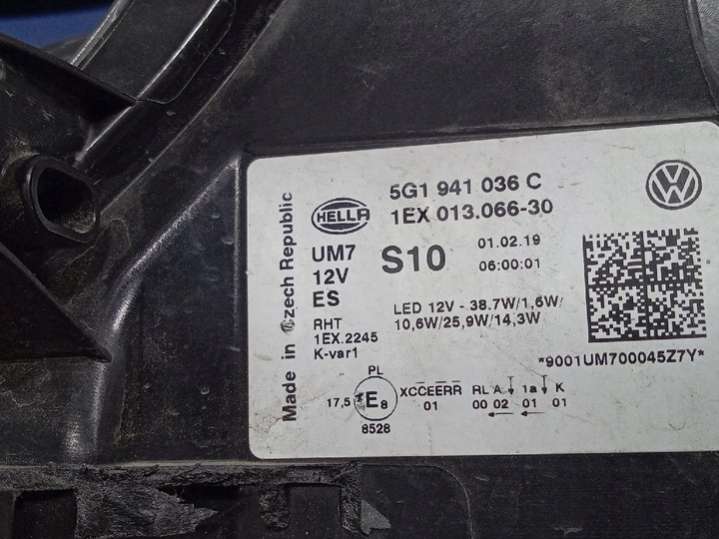 Made in Czech Republic
HELLA
5G1 941 036 C
1EX 013.066-30
UM7
12V
ES
S10
01.02.19
06:00:01
LED 12V - 38.7W/1,6W/
10,6W/25,9W/14,3W
RHT
1EX.2245
K-var1
*9001UM700045Z7Y*
PL
17,5 E8
8528
XCCEERR RL A 1a K
01 00 02 01 01